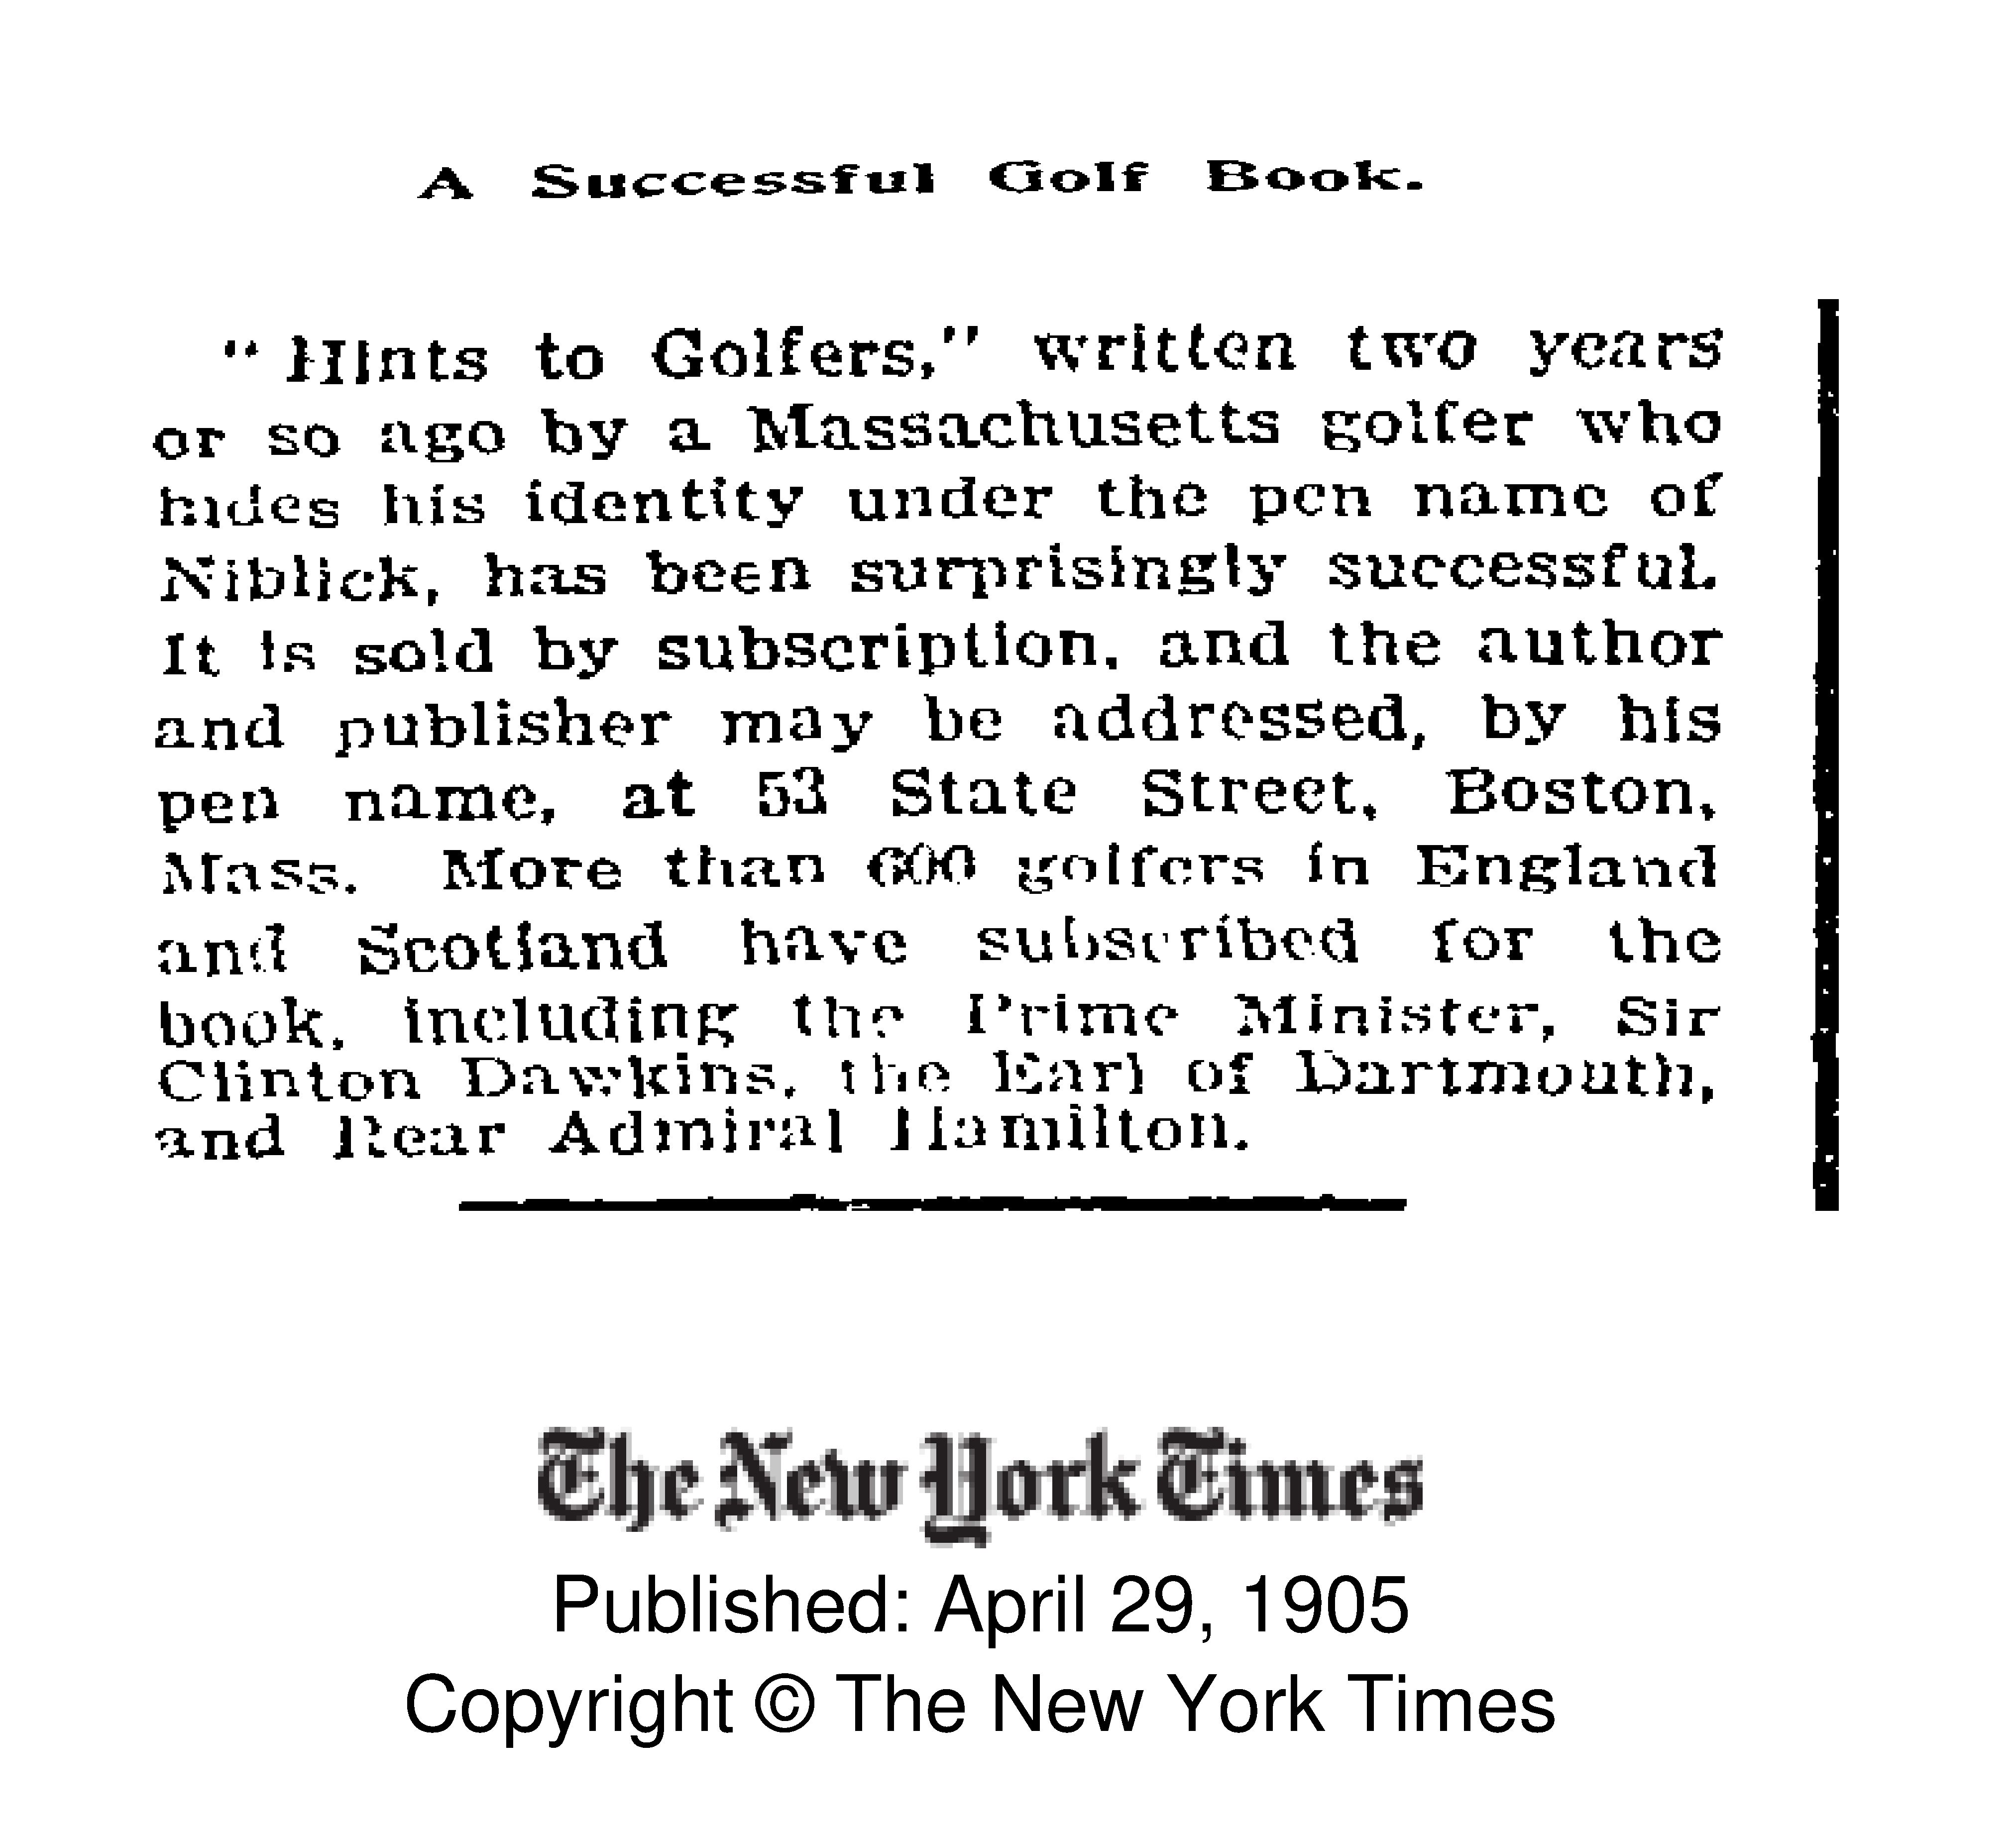 A Successful Golf Book.
"Hints to Golfers," written two years
or so ago by a Massachusetts golfer who
hides his identity under the pen name of
Niblick, has been surprisingly successful.
It is sold by subscription, and the author
and publisher may be addressed, by his
pen name, at 53 State Street, Boston,
Mass. More than 600 golfers in England
and Scotland have subscribed for the
book, including the Prime Minister, Sir
Clinton Dawkins, the Earl of Dartmouth,
and Rear Admiral Hamilton.
The New York Times
Published: April 29, 1905
Copyright © The New York Times